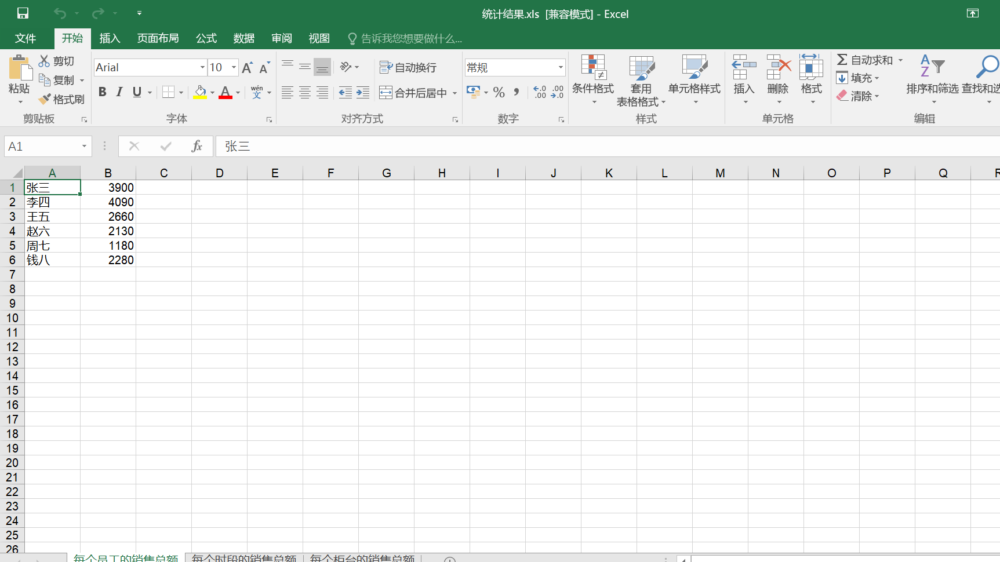 统计结果.xls [兼容模式] - Excel
文件 开始 插入 页面布局 公式 数据 审阅 视图 告诉我您想要做什么...
粘贴 剪切 复制 格式刷
剪贴板
Arial 10
B I U A wén 文
字体
自动换行
合并后居中
对齐方式
常规
% , .0 .00 .00 .0
数字
条件格式 套用 表格格式 单元格样式
样式
插入 删除 格式
单元格
自动求和
填充
清除
排序和筛选 查找和选
编辑
A1 fx 张三
A B C D E F G H I J K L M N O P Q R
1 张三 3900
2 李四 4090
3 王五 2660
4 赵六 2130
5 周七 1180
6 钱八 2280
7
8
9
10
11
12
13
14
15
16
17
18
19
20
21
22
23
24
25
26
每个员工的销售总额 每个时段的销售总额 每个柜台的销售总额